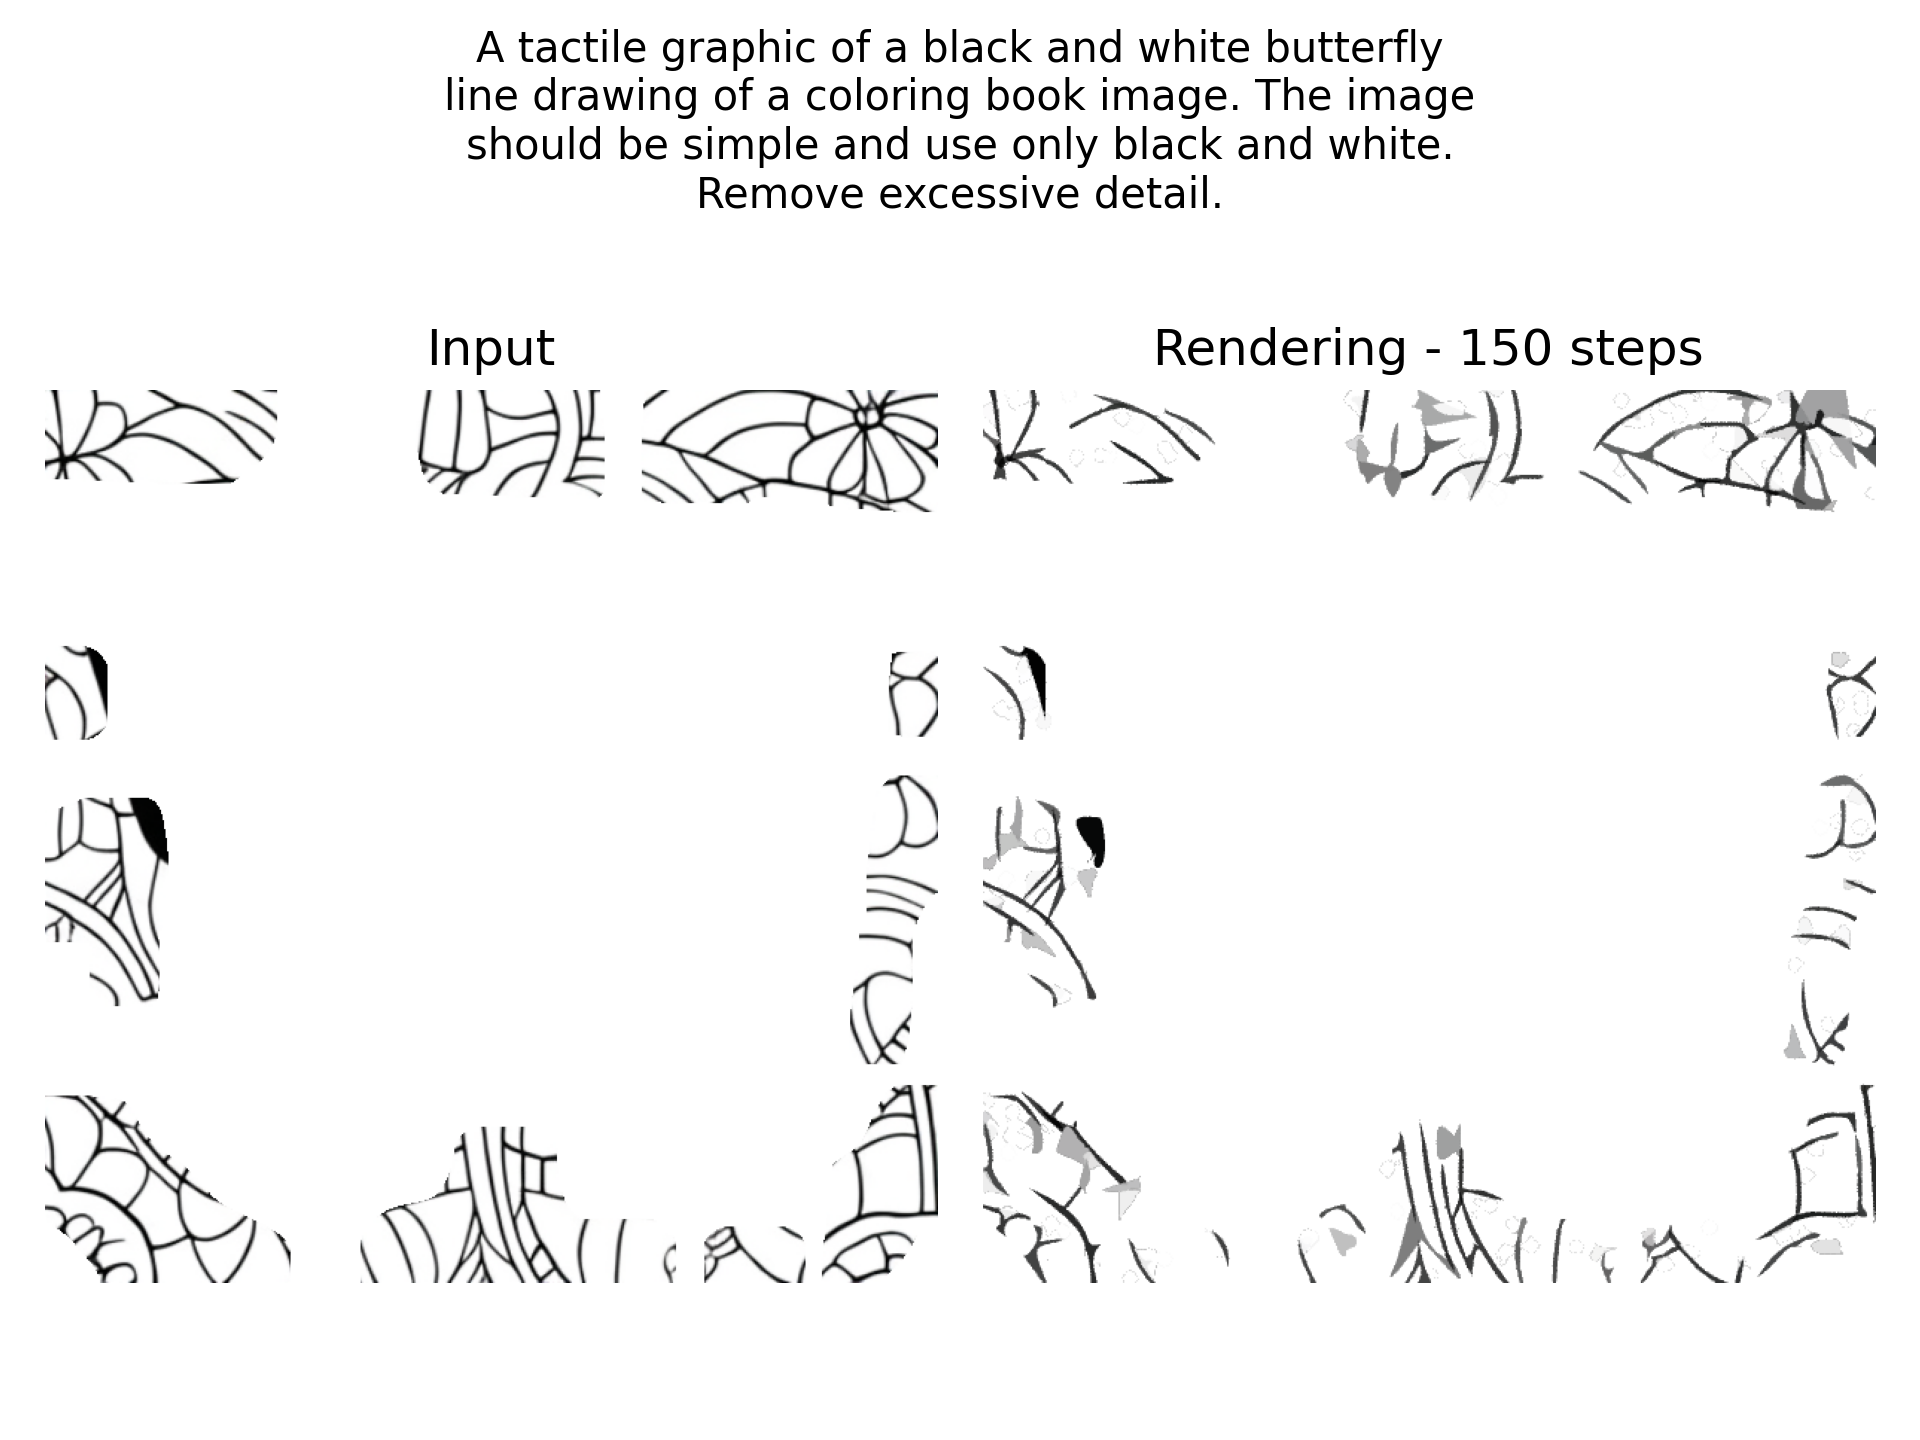 A tactile graphic of a black and white butterfly
line drawing of a coloring book image. The image
should be simple and use only black and white.
Remove excessive detail.
Input
Rendering - 150 steps